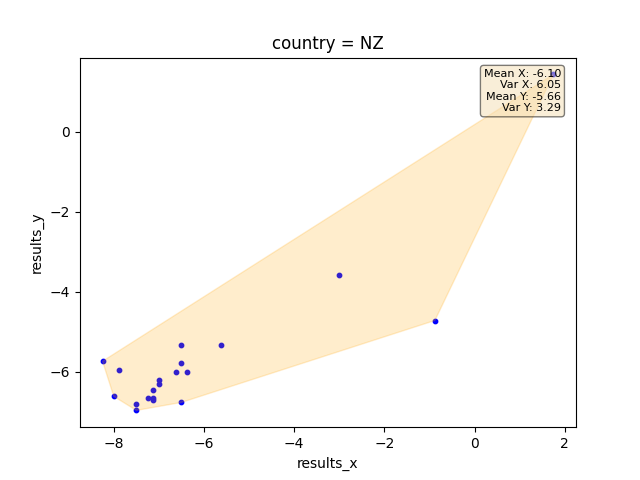 country = NZ
Mean X: -6.10
Var X: 6.05
Mean Y: -5.66
Var Y: 3.29
0
−2
−4
−6
results_y
−8
−6
−4
−2
0
2
results_x